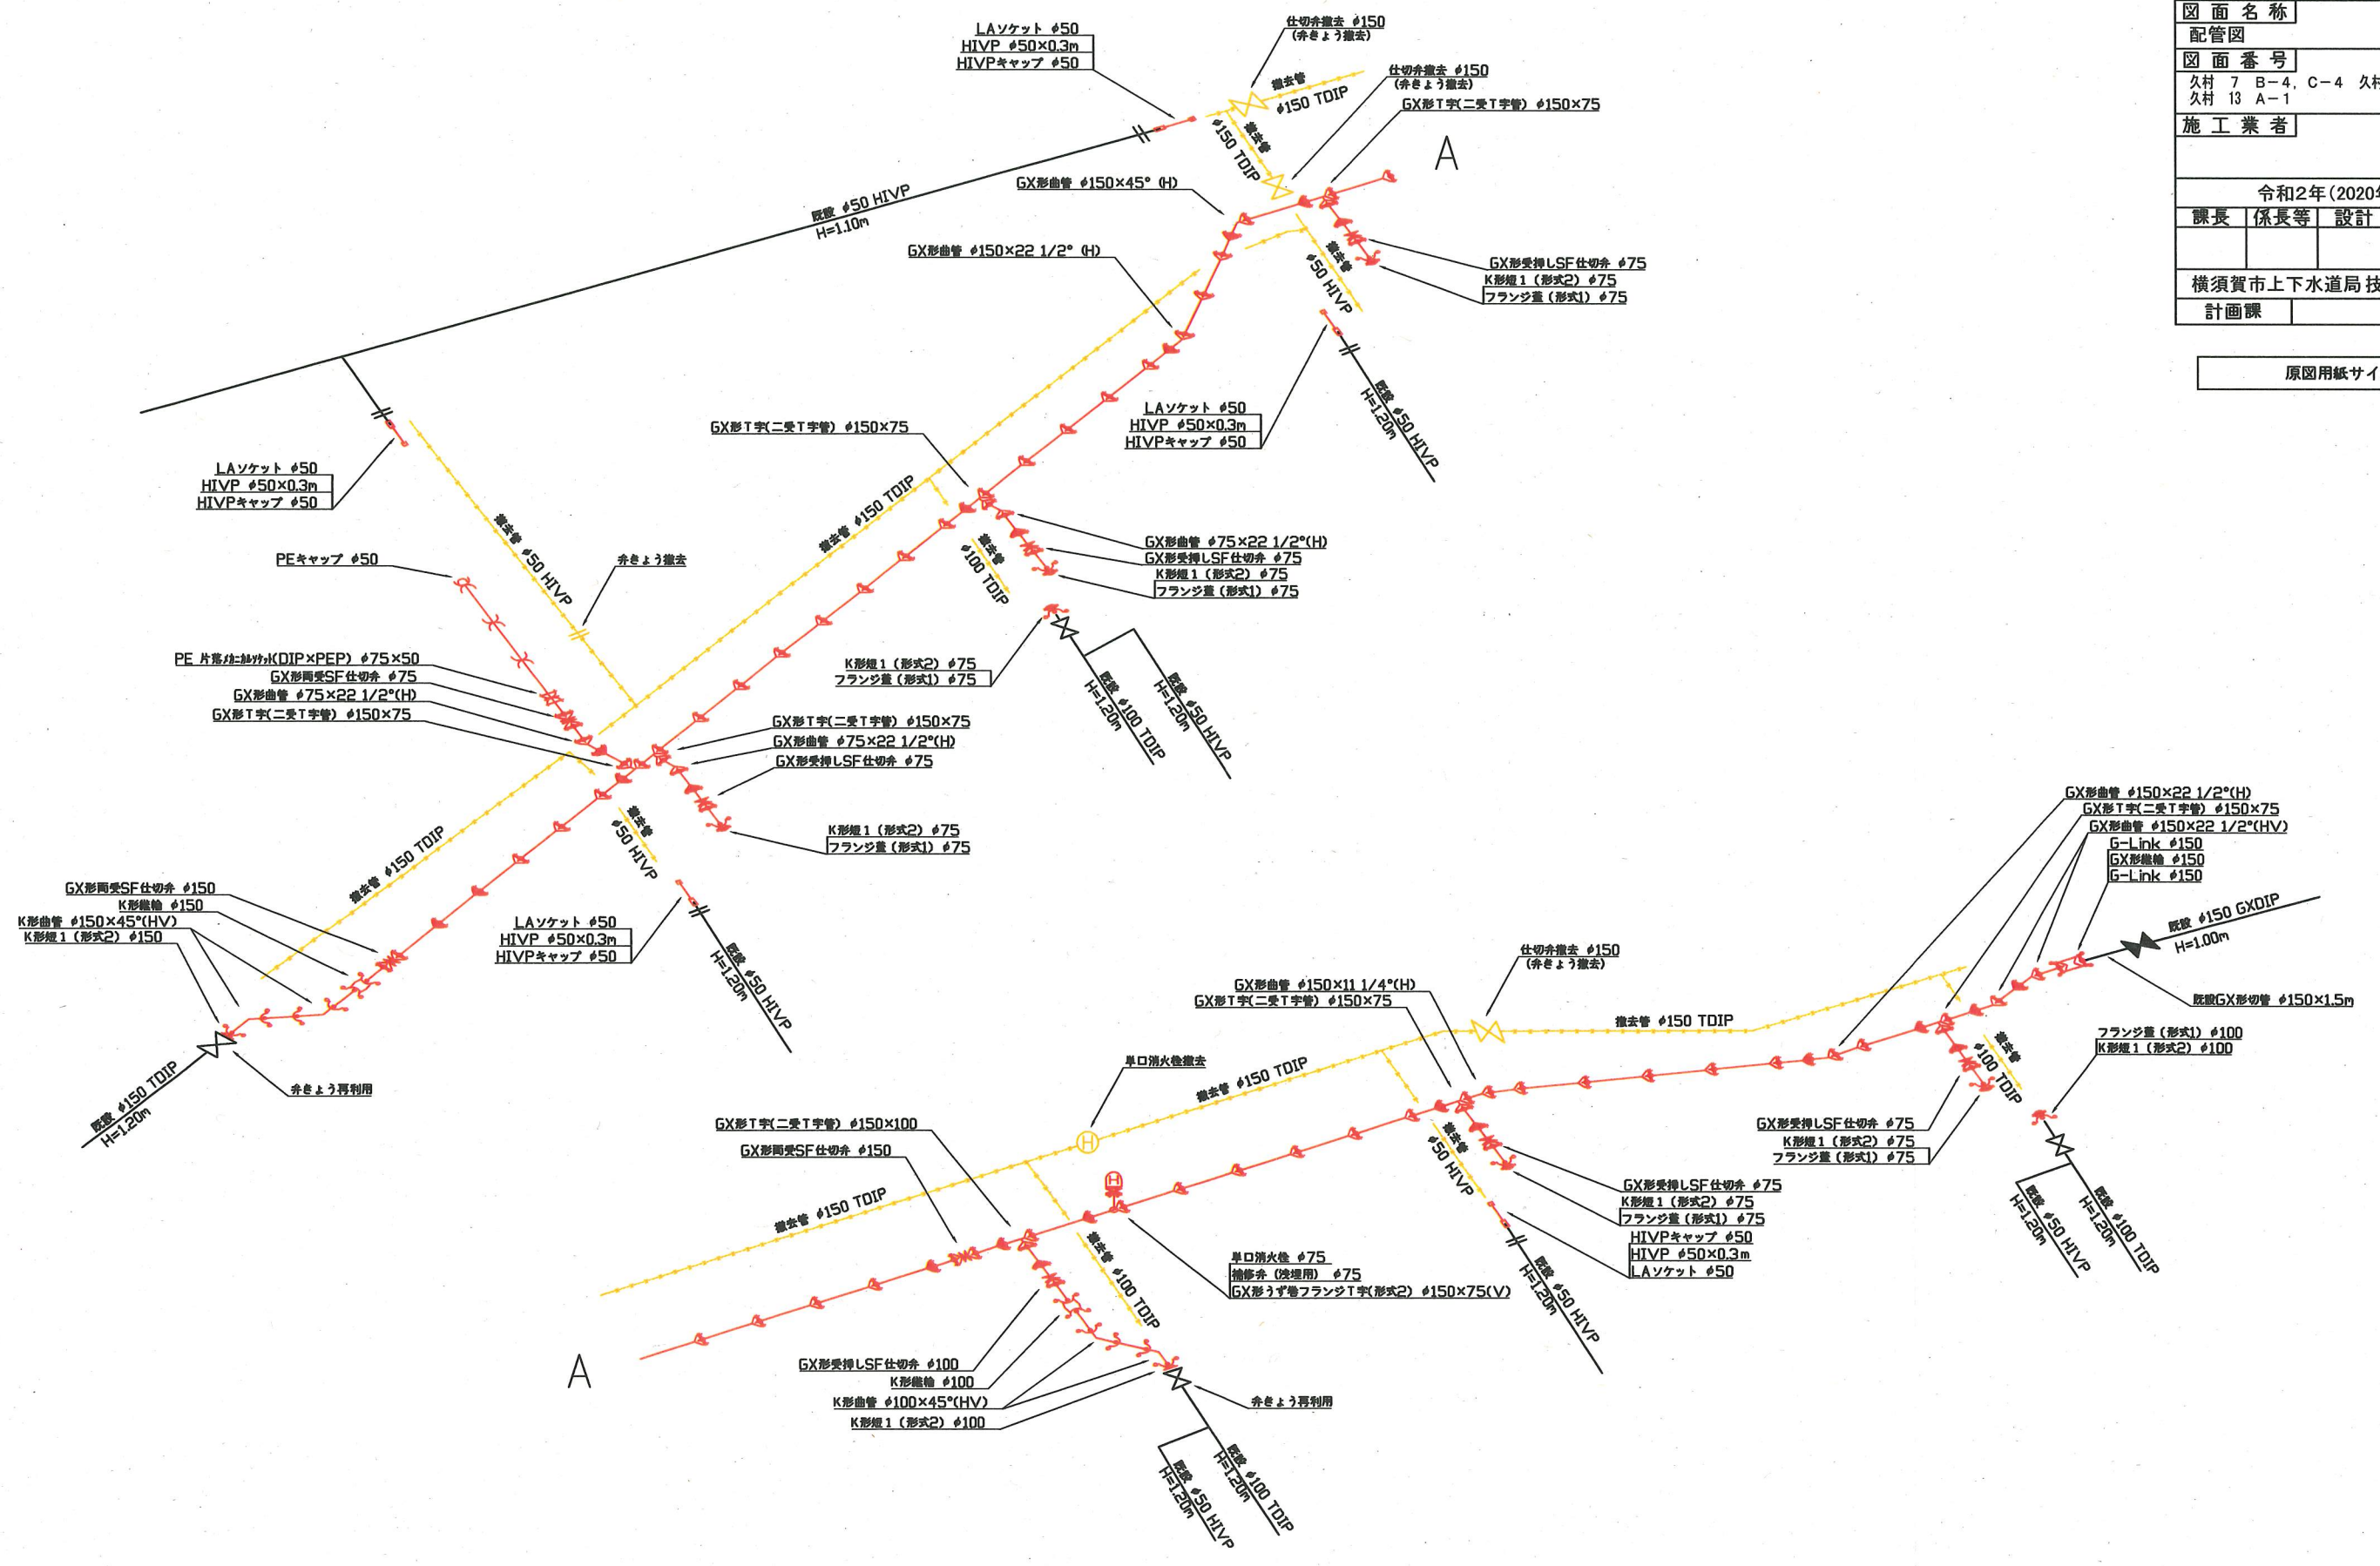 図面名称
配管図
図面番号
久村 7 B-4, C-4 久村
久村 13 A-1
施工業者
令和2年(2020年
課長 係長等 設計
横須賀市上下水道局技
計画課
原図用紙サイ
LAソケット φ50
HIVP φ50×0.3m
HIVPキャップ φ50
仕切弁撤去 φ150
(弁きょう撤去)
撤去管
φ150 TDIP
仕切弁撤去 φ150
(弁きょう撤去)
GX形T字(二受T字管) φ150×75
撤去管
φ150 TDIP
A
GX形曲管 φ150×45° (H)
既設 φ50 HIVP
H=1.10m
GX形曲管 φ150×22 1/2° (H)
撤去管
φ50 HIVP
GX形受挿しSF仕切弁 φ75
K形短1(形式2) φ75
フランジ蓋(形式1) φ75
LAソケット φ50
HIVP φ50×0.3m
HIVPキャップ φ50
既設 φ50 HIVP
H=1.20m
GX形T字(二受T字管) φ150×75
LAソケット φ50
HIVP φ50×0.3m
HIVPキャップ φ50
撤去管 φ50 HIVP
撤去管 φ150 TDIP
撤去管
φ100 TDIP
GX形曲管 φ75×22 1/2°(H)
GX形受挿しSF仕切弁 φ75
K形短1(形式2) φ75
フランジ蓋(形式1) φ75
PEキャップ φ50
弁きょう撤去
K形短1(形式2) φ75
フランジ蓋(形式1) φ75
既設 φ100 TDIP
H=1.20m
既設 φ50 HIVP
H=1.20m
PE 片落メカニカルソケット(DIP×PEP) φ75×50
GX形両受SF仕切弁 φ75
GX形曲管 φ75×22 1/2°(H)
GX形T字(二受T字管) φ150×75
GX形T字(二受T字管) φ150×75
GX形曲管 φ75×22 1/2°(H)
GX形受挿しSF仕切弁 φ75
K形短1(形式2) φ75
フランジ蓋(形式1) φ75
撤去管
φ50 HIVP
撤去管 φ150 TDIP
GX形両受SF仕切弁 φ150
K形継輪 φ150
K形曲管 φ150×45°(HV)
K形短1(形式2) φ150
LAソケット φ50
HIVP φ50×0.3m
HIVPキャップ φ50
既設 φ50 HIVP
H=1.20m
既設 φ150 TDIP
H=1.20m
弁きょう再利用
GX形曲管 φ150×22 1/2°(H)
GX形T字(二受T字管) φ150×75
GX形曲管 φ150×22 1/2°(HV)
G-Link φ150
GX形継輪 φ150
G-Link φ150
既設 φ150 GXDIP
H=1.00m
既設GX形切管 φ150×1.5m
仕切弁撤去 φ150
(弁きょう撤去)
GX形曲管 φ150×11 1/4°(H)
GX形T字(二受T字管) φ150×75
撤去管 φ150 TDIP
フランジ蓋(形式1) φ100
K形短1(形式2) φ100
撤去管
φ100 TDIP
単口消火栓撤去
撤去管 φ150 TDIP
H
GX形T字(二受T字管) φ150×100
GX形両受SF仕切弁 φ150
GX形受挿しSF仕切弁 φ75
K形短1(形式2) φ75
フランジ蓋(形式1) φ75
撤去管
φ50 HIVP
H
撤去管 φ150 TDIP
GX形受挿しSF仕切弁 φ75
K形短1(形式2) φ75
フランジ蓋(形式1) φ75
HIVPキャップ φ50
HIVP φ50×0.3m
LAソケット φ50
既設 φ50 HIVP
H=1.20m
既設 φ100 TDIP
H=1.20m
単口消火栓 φ75
補修弁(浅埋用) φ75
GX形うず巻フランジT字(形式2) φ150×75(V)
撤去管 φ100 TDIP
既設 φ50 HIVP
H=1.20m
A
GX形受挿しSF仕切弁 φ100
K形継輪 φ100
K形曲管 φ100×45°(HV)
K形短1(形式2) φ100
弁きょう再利用
既設 φ50 HIVP
H=1.20m
既設 φ100 TDIP
H=1.20m